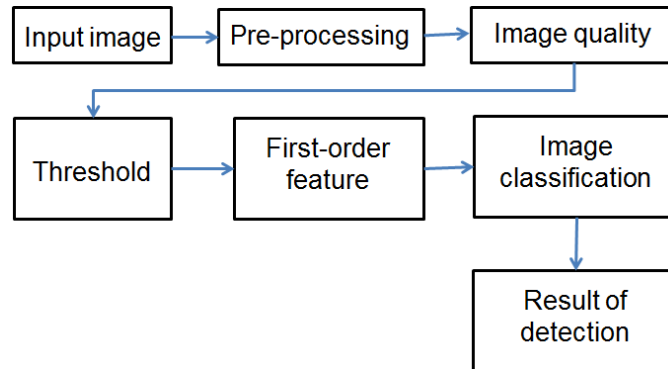 Input image
Pre-processing
Image quality
Threshold
First-order
feature
Image
classification
Result of
detection